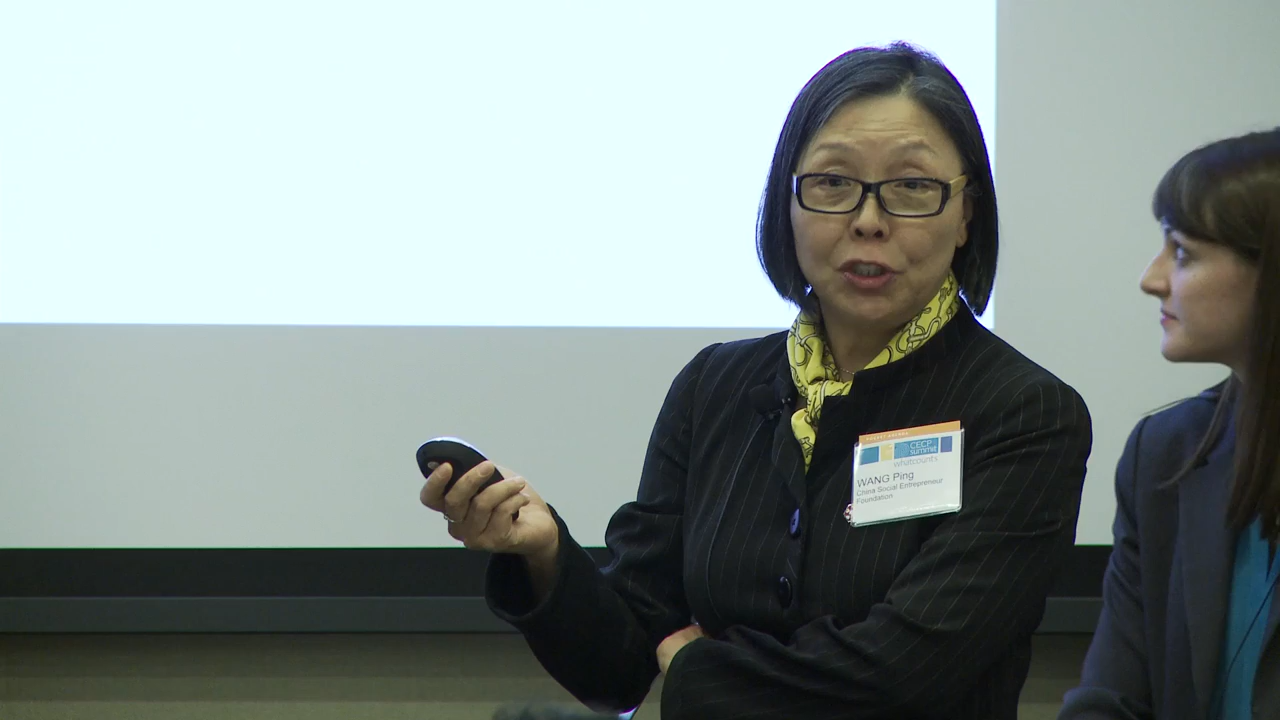 CECP
summit
whatcounts
WANG Ping
China Social Entrepreneur
Foundation